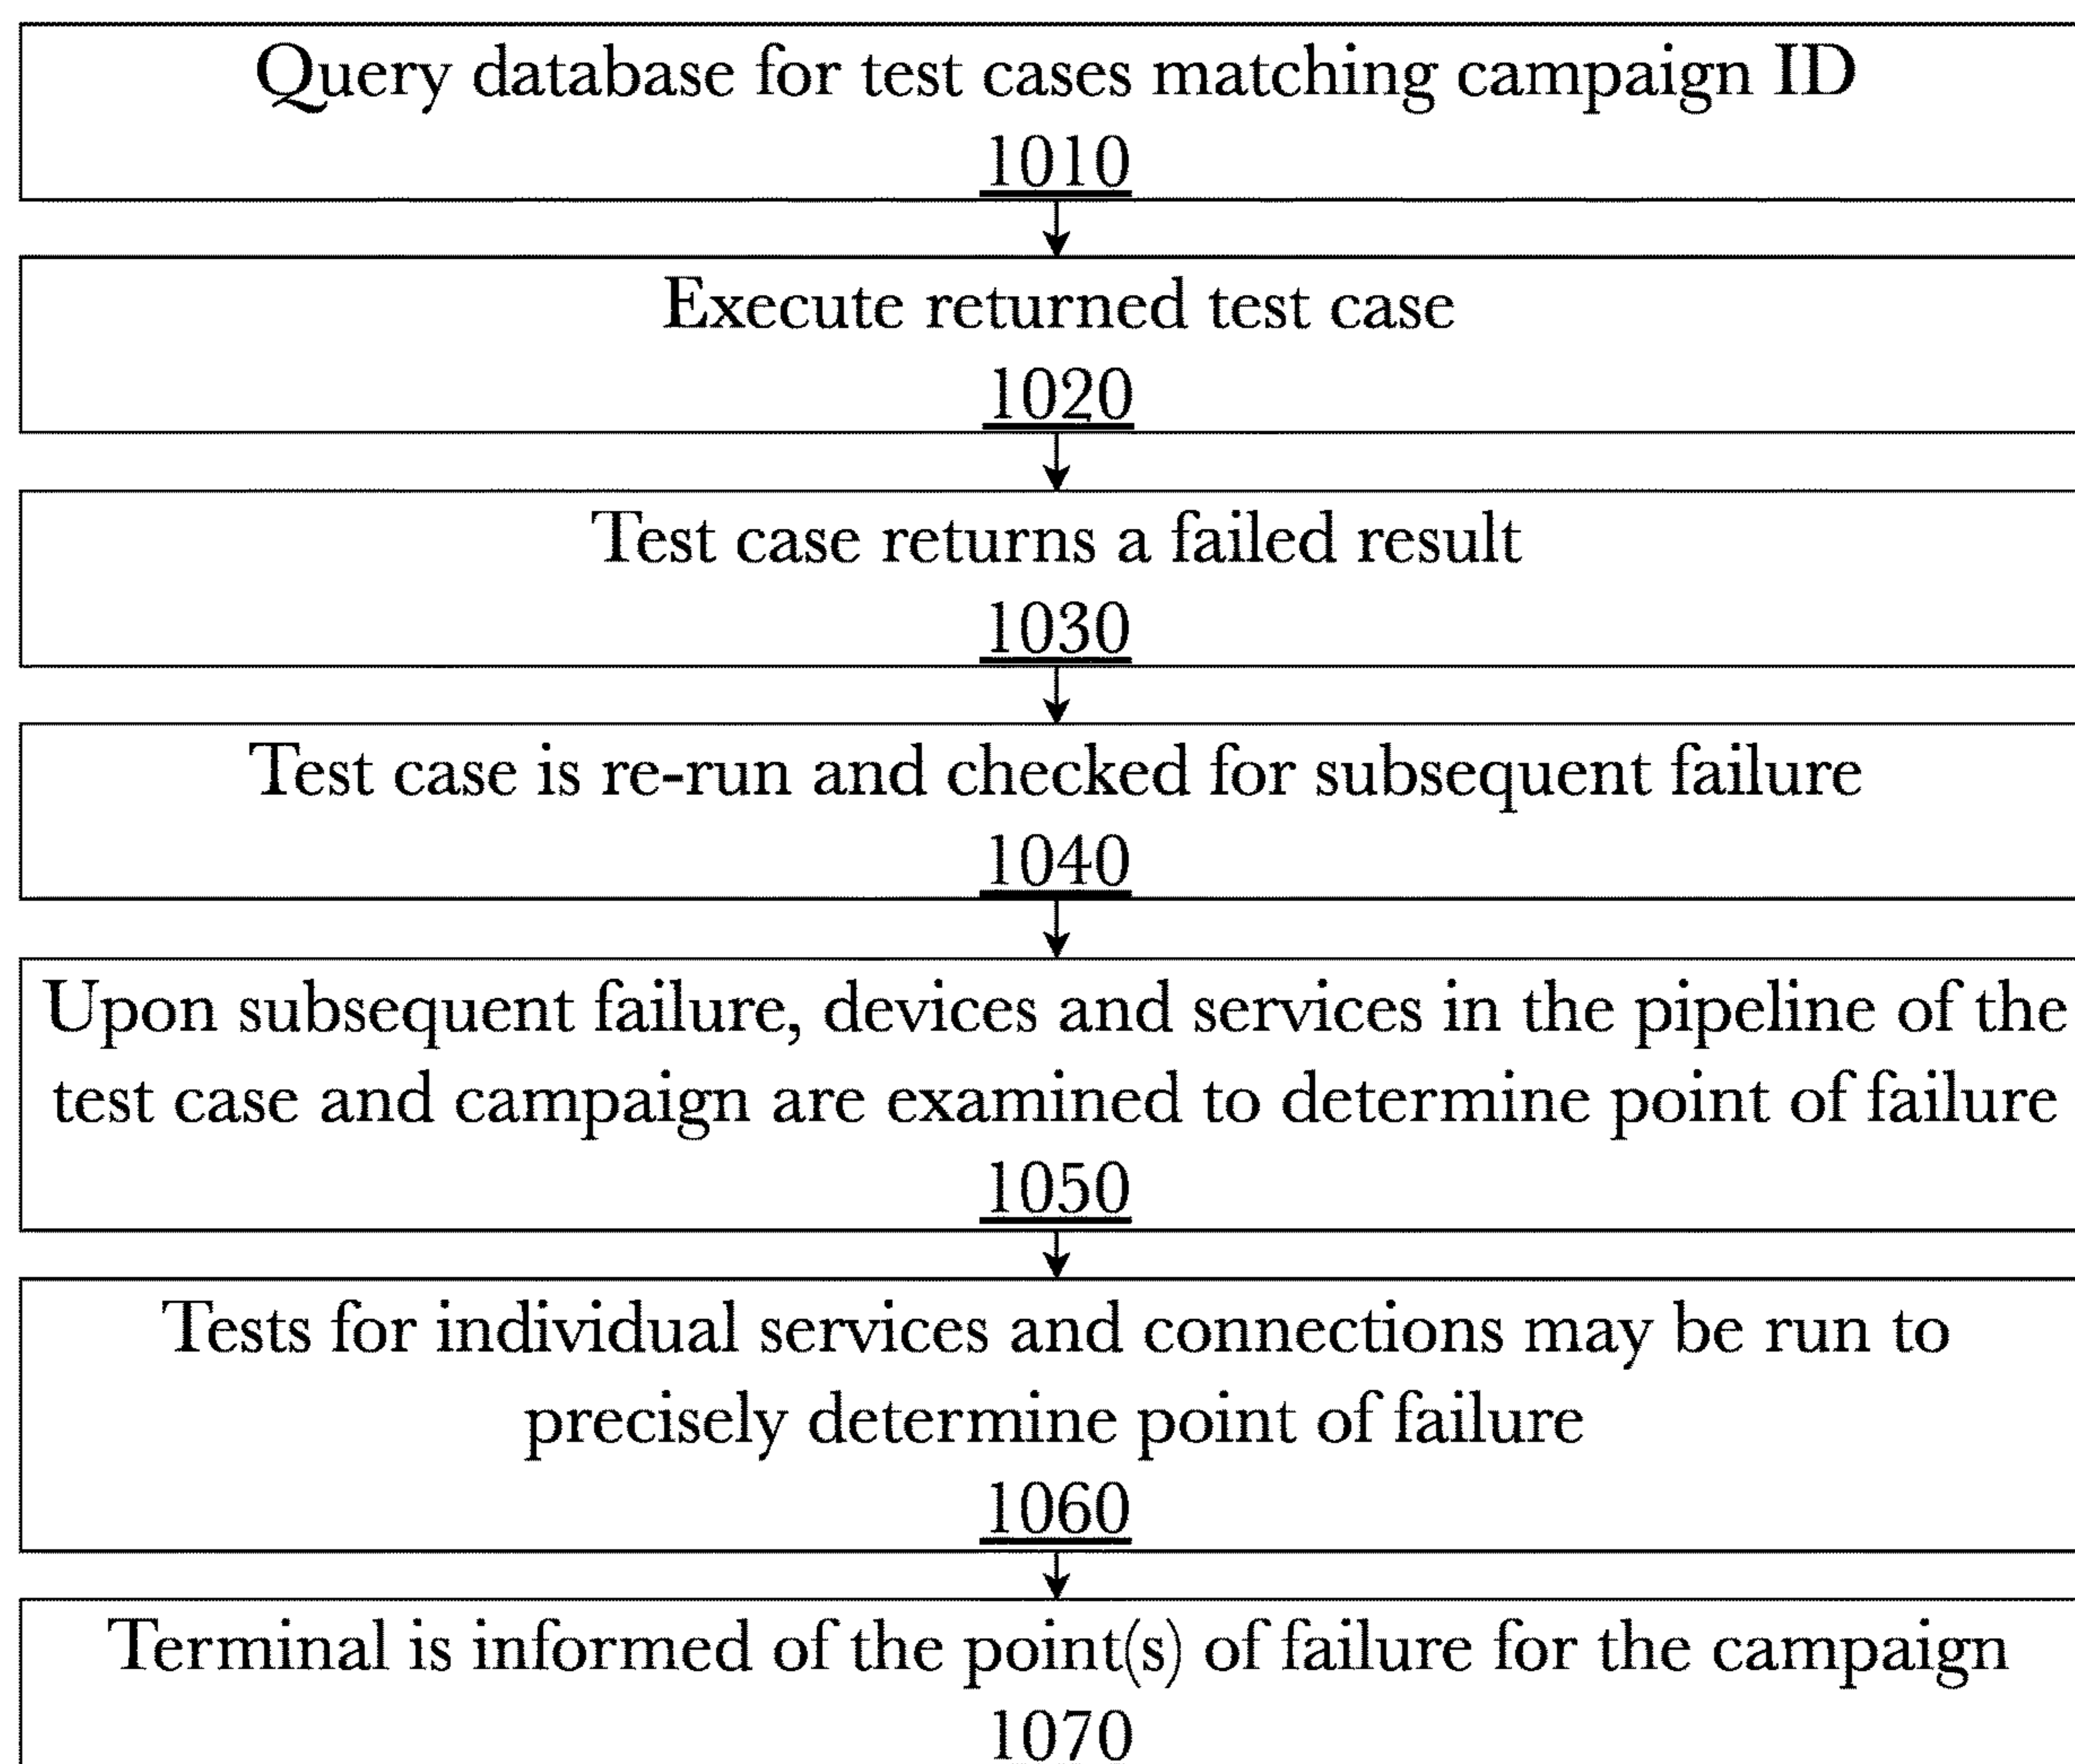 Query database for test cases matching campaign ID
1010
Execute returned test case
1020
Test case returns a failed result
1030
Test case is re-run and checked for subsequent failure
1040
Upon subsequent failure, devices and services in the pipeline of the
test case and campaign are examined to determine point of failure
1050
Tests for individual services and connections may be run to
precisely determine point of failure
1060
Terminal is informed of the point(s) of failure for the campaign
1070